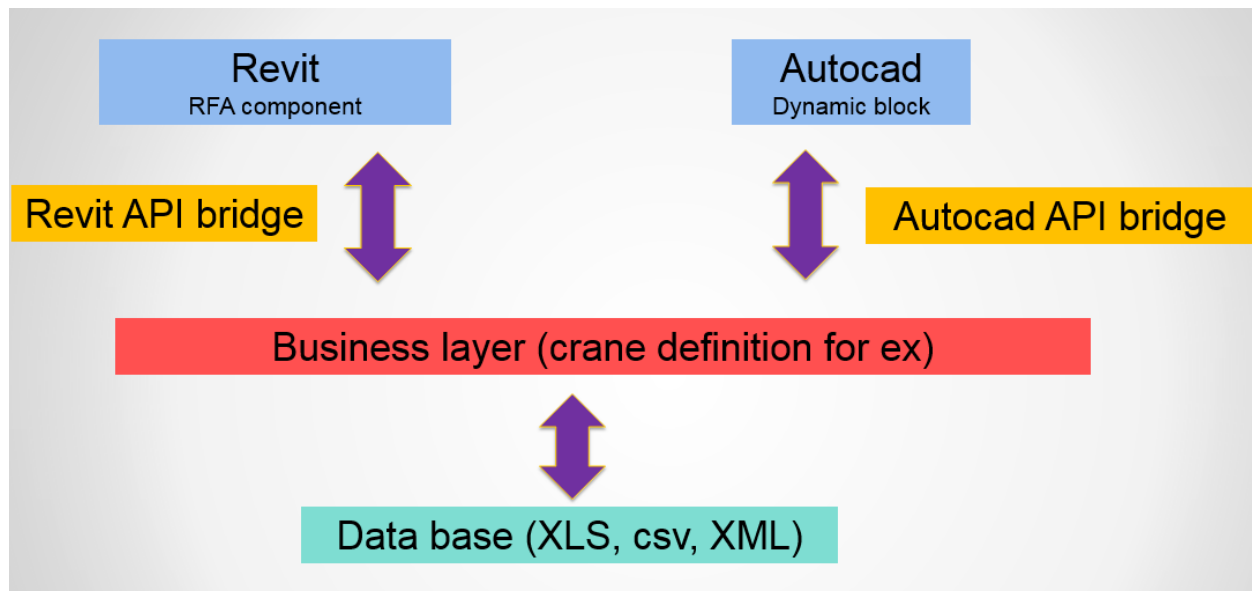 Revit
RFA component
Autocad
Dynamic block
Revit API bridge
Autocad API bridge
Business layer (crane definition for ex)
Data base (XLS, csv, XML)